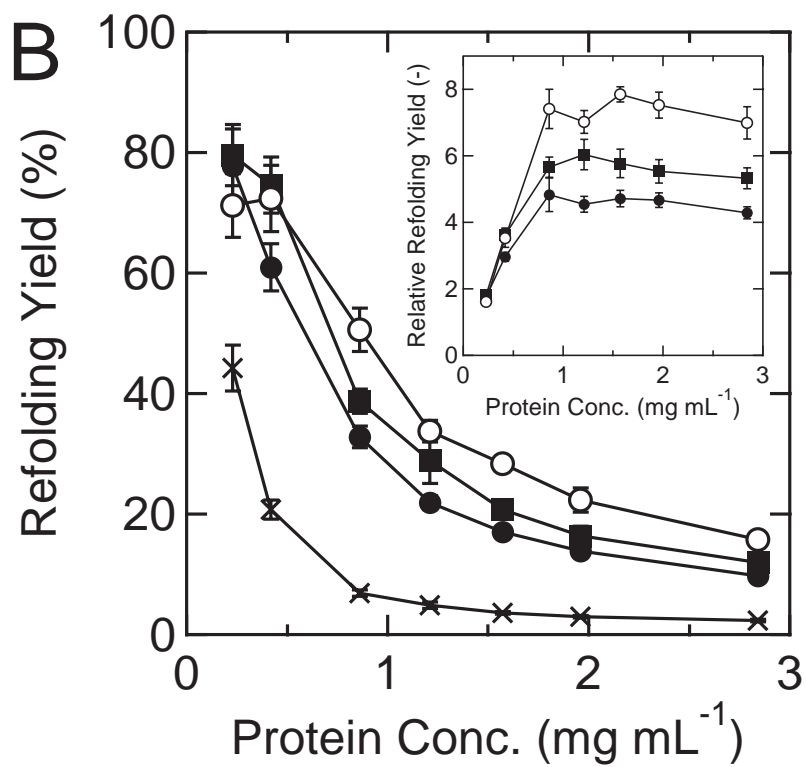 B
100
80
60
40
20
0
Refolding Yield (%)
0 1 2 3
Protein Conc. (mg mL⁻¹)
8
6
4
2
0
Relative Refolding Yield (-)
0 1 2 3
Protein Conc. (mg mL⁻¹)